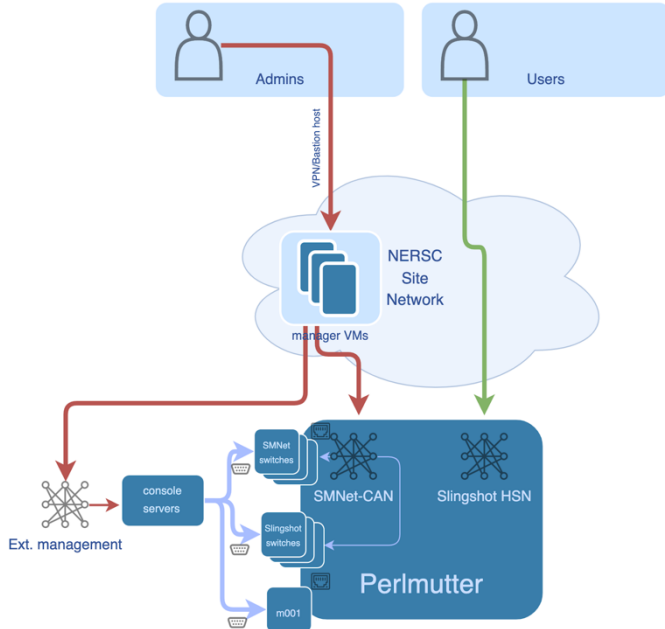 Admins
Users
VPN/Bastion host
NERSC
Site
Network
manager VMs
SMNet
switches
SMNet-CAN
Slingshot HSN
console
servers
Ext. management
Slingshot
switches
Perlmutter
m001